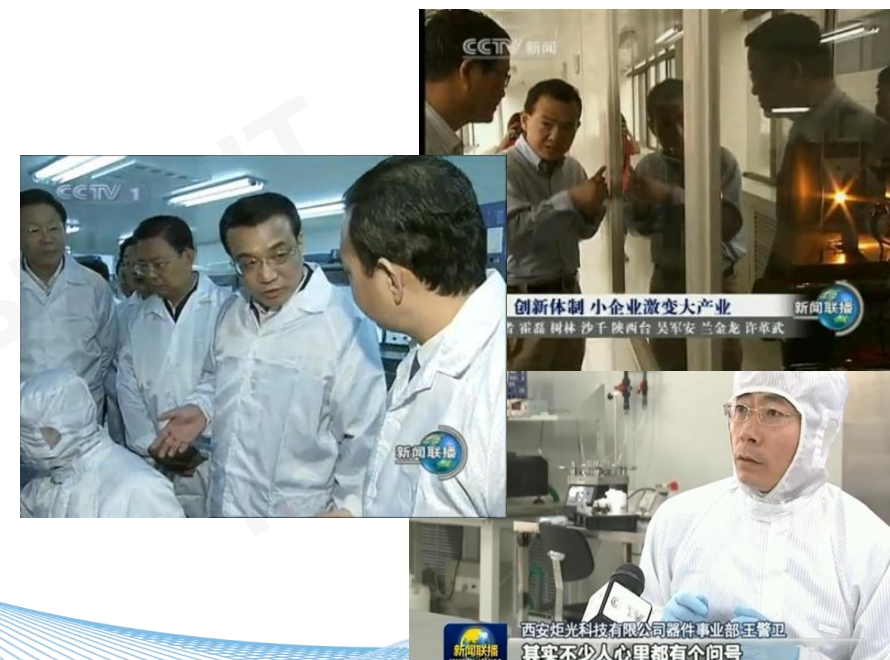 CCTV 新闻
创新体制 小企业激变大产业
新闻联播
者 霍磊 树林 沙千 陕西台 吴军安 兰金龙 许革武
CCTV 1
新闻联播
西安炬光科技有限公司器件事业部 王警卫
新闻联播
其实不少人心里都有个问号